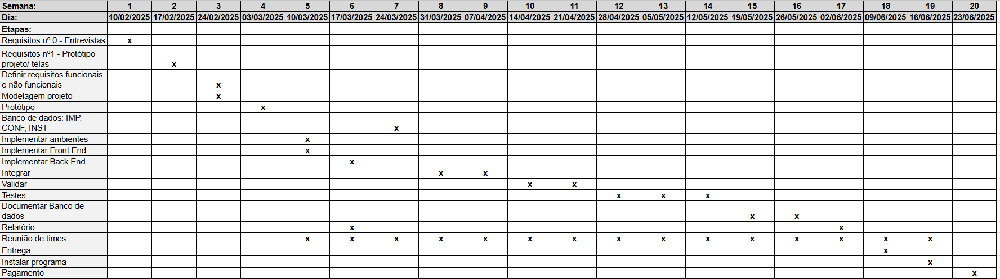 Semana: 1 2 3 4 5 6 7 8 9 10 11 12 13 14 15 16 17 18 19 20
Dia: 10/02/2025 17/02/2025 24/02/2025 03/03/2025 10/03/2025 17/03/2025 24/03/2025 31/03/2025 07/04/2025 14/04/2025 21/04/2025 28/04/2025 05/05/2025 12/05/2025 19/05/2025 26/05/2025 02/06/2025 09/06/2025 16/06/2025 23/06/2025
Etapas:
Requisitos nº 0 - Entrevistas x
Requisitos nº1 - Protótipo
projeto/ telas x
Definir requisitos funcionais
e não funcionais x
Modelagem projeto x
Protótipo x
Banco de dados: IMP,
CONF, INST x
Implementar ambientes x
Implementar Front End x
Implementar Back End x
Integrar x x
Validar x x
Testes x x x
Documentar Banco de
dados x x
Relatório x x
Reunião de times x x x x x x x x x x x x x x x
Entrega x
Instalar programa x
Pagamento x